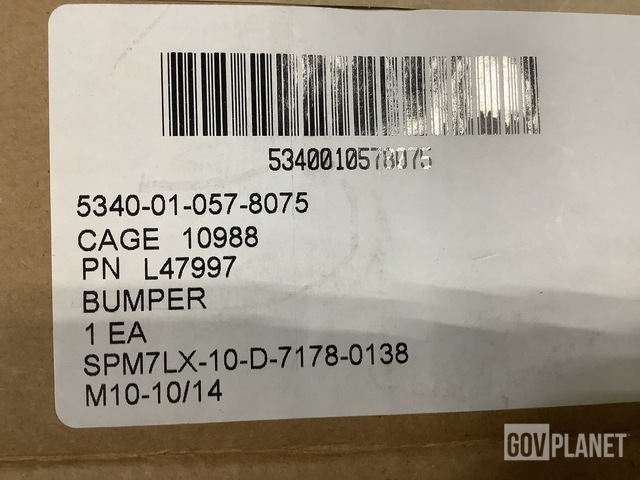 5340010578075
5340-01-057-8075
CAGE 10988
PN L47997
BUMPER
1 EA
SPM7LX-10-D-7178-0138
M10-10/14
GOVPLANET